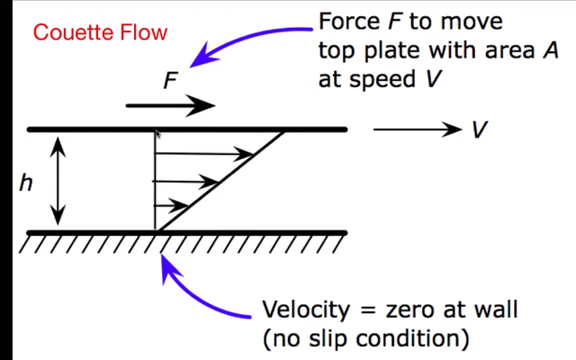 Couette Flow
Force F to move
top plate with area A
at speed V
F
V
h
Velocity = zero at wall
(no slip condition)